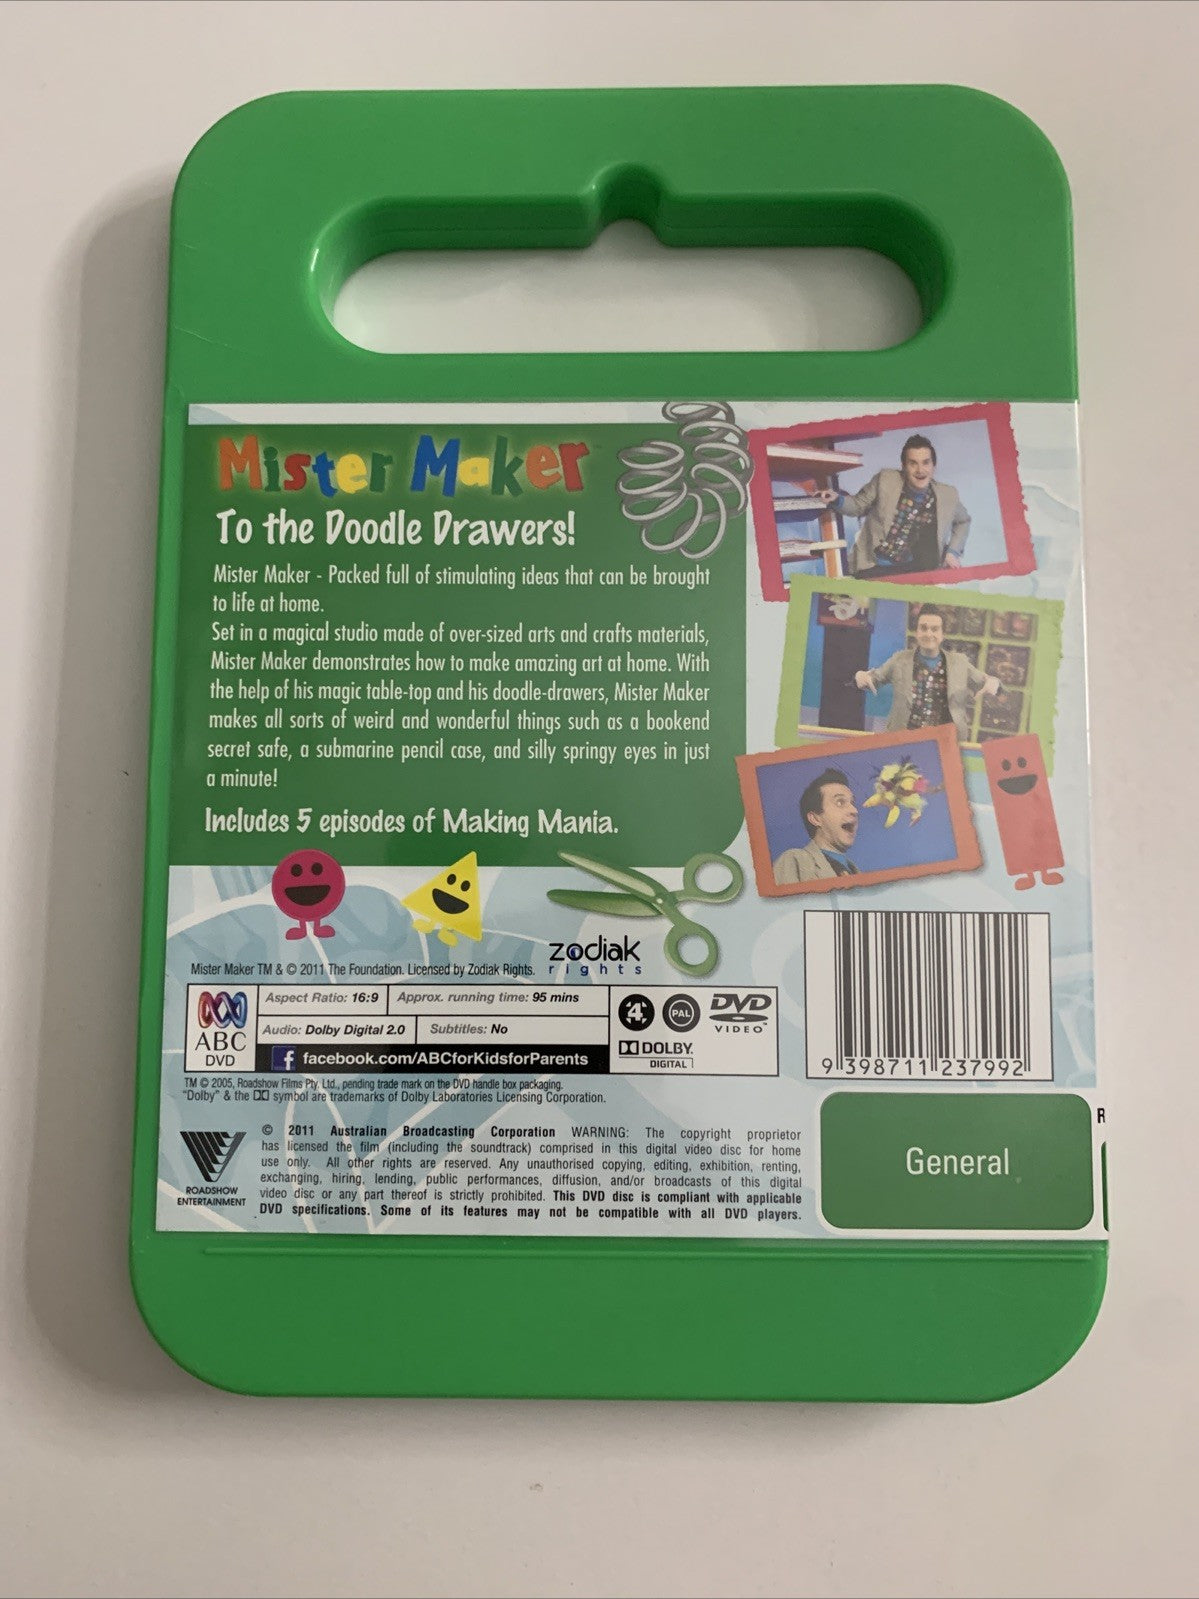 Mister Maker
To the Doodle Drawers!
Mister Maker - Packed full of stimulating ideas that can be brought
to life at home.
Set in a magical studio made of over-sized arts and crafts materials,
Mister Maker demonstrates how to make amazing art at home. With
the help of his magic table-top and his doodle-drawers, Mister Maker
makes all sorts of weird and wonderful things such as a bookend
secret safe, a submarine pencil case, and silly springy eyes in just
a minute!
Includes 5 episodes of Making Mania.
zodiak
rights
Mister Maker TM & © 2011 The Foundation. Licensed by Zodiak Rights.
ABC
DVD
Aspect Ratio: 16:9
Approx. running time: 95 mins
Audio: Dolby Digital 2.0
Subtitles: No
f facebook.com/ABCforKidsforParents
4
PAL
DVD
VIDEO™
DOLBY
DIGITAL
9 398711 237992
TM © 2005, Roadshow Films Pty. Ltd., pending trade mark on the DVD handle box packaging.
"Dolby" & the DD symbol are trademarks of Dolby Laboratories Licensing Corporation.
ROADSHOW
ENTERTAINMENT
© 2011 Australian Broadcasting Corporation WARNING: The copyright proprietor
has licensed the film (including the soundtrack) comprised in this digital video disc for home
use only. All other rights are reserved. Any unauthorised copying, editing, exhibition, renting,
exchanging, hiring, lending, public performances, diffusion, and/or broadcasts of this digital
video disc or any part thereof is strictly prohibited. This DVD disc is compliant with applicable
DVD specifications. Some of its features may not be compatible with all DVD players.
General
R